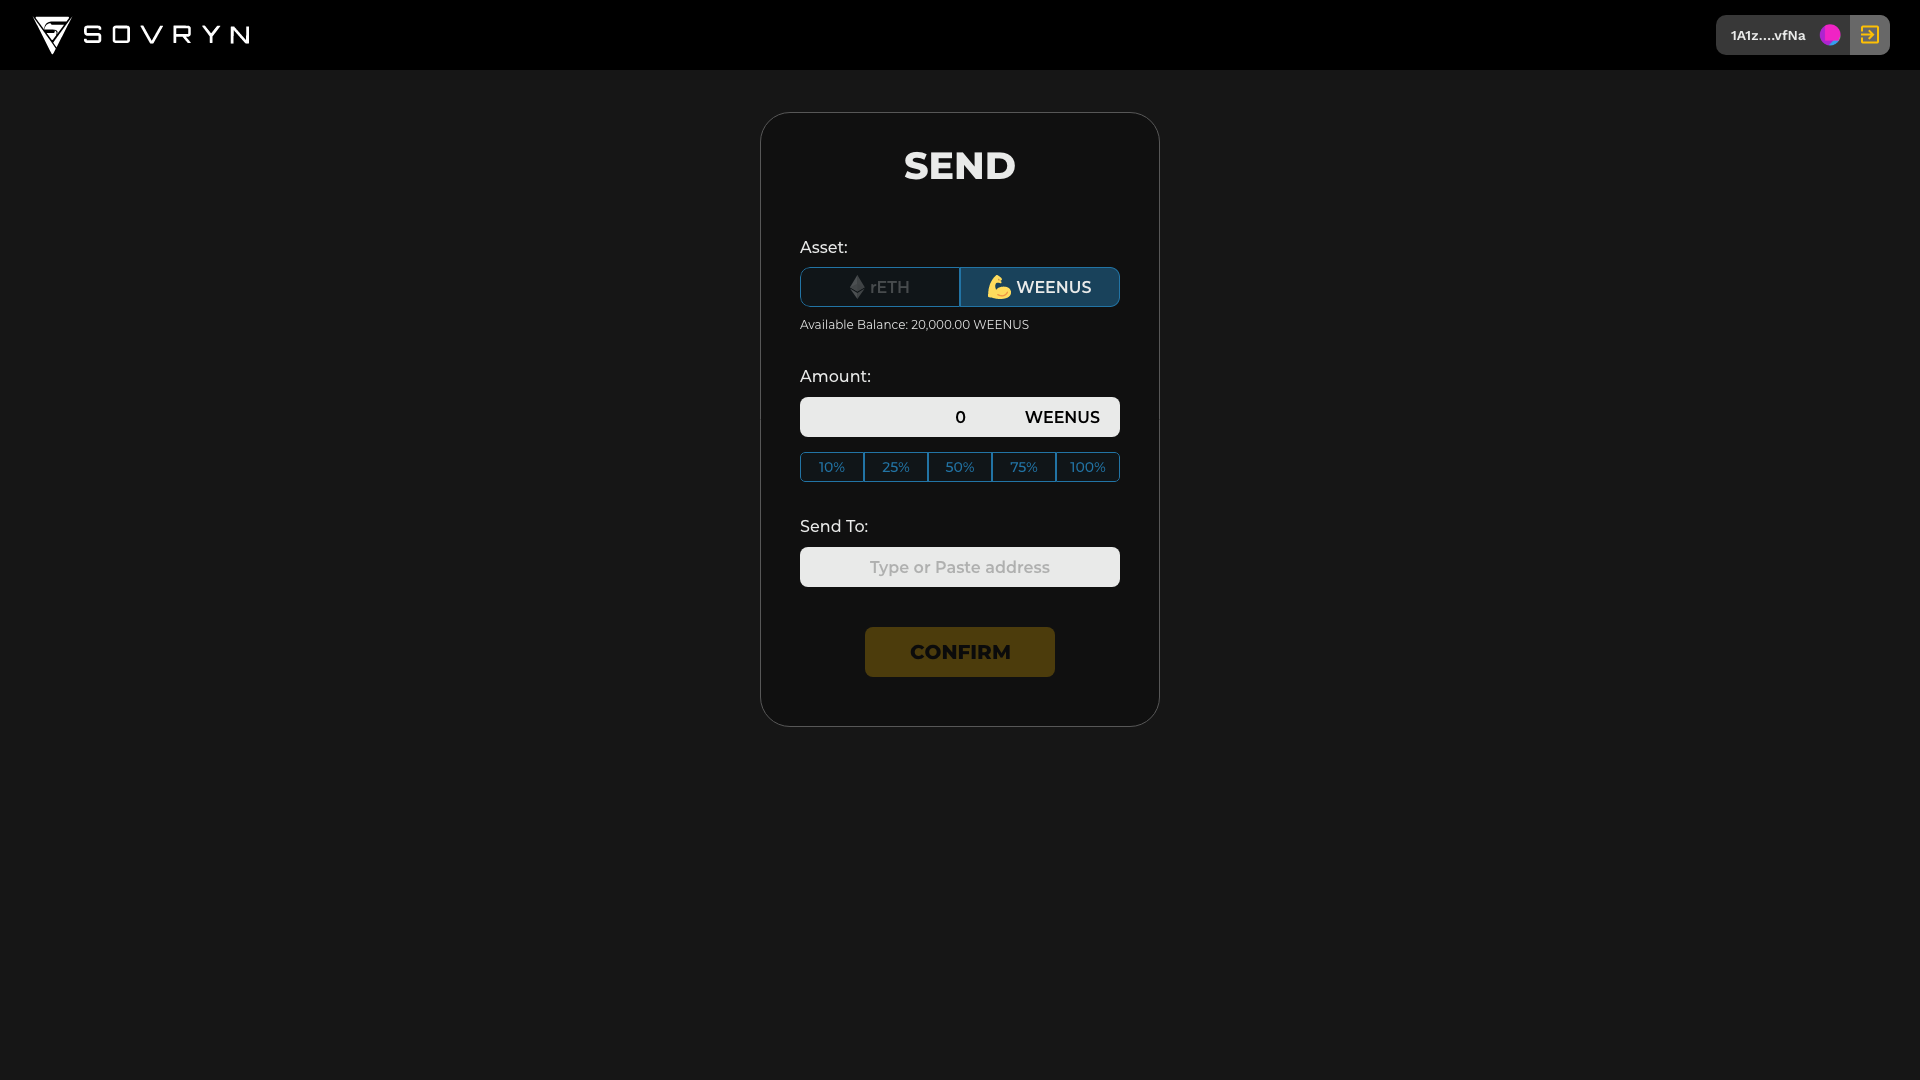 SOVRYN
1A1z....vfNa
SEND
Asset:
rETH
WEENUS
Available Balance: 20,000.00 WEENUS
Amount:
0 WEENUS
10% 25% 50% 75% 100%
Send To:
Type or Paste address
CONFIRM